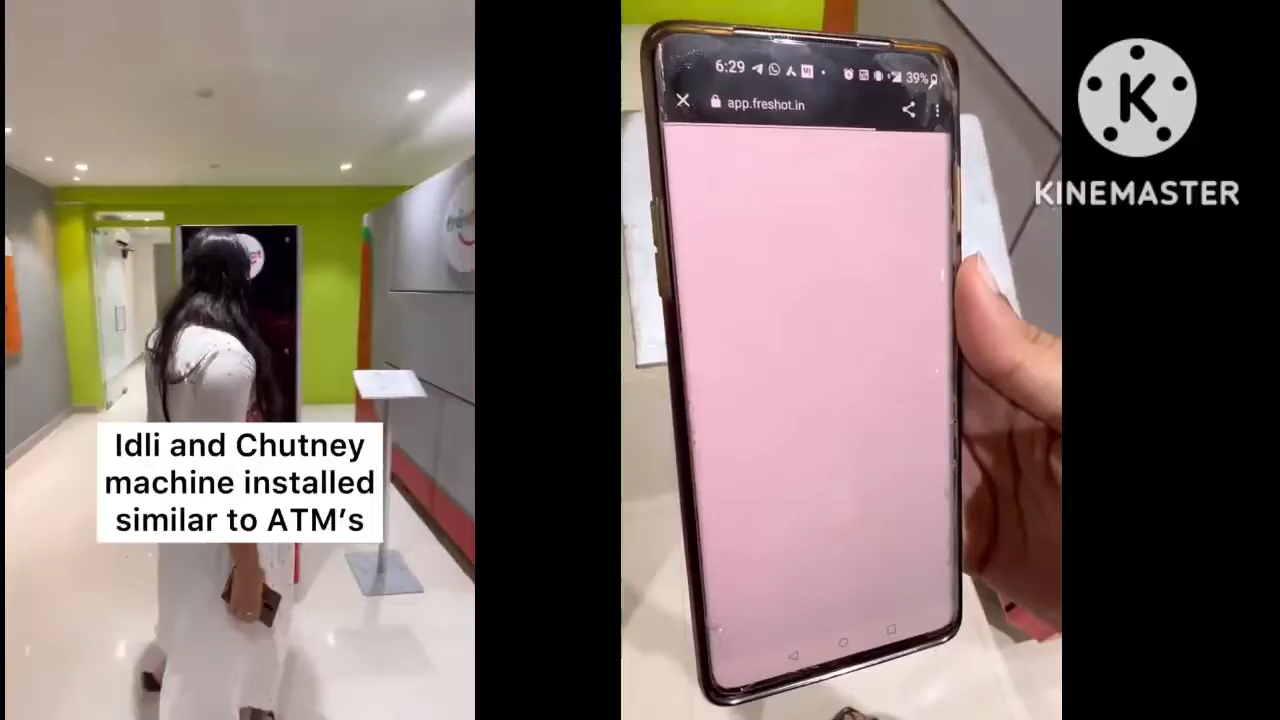 Idli and Chutney
machine installed
similar to ATM's
6:29
39%
app.freshot.in
K
KINEMASTER